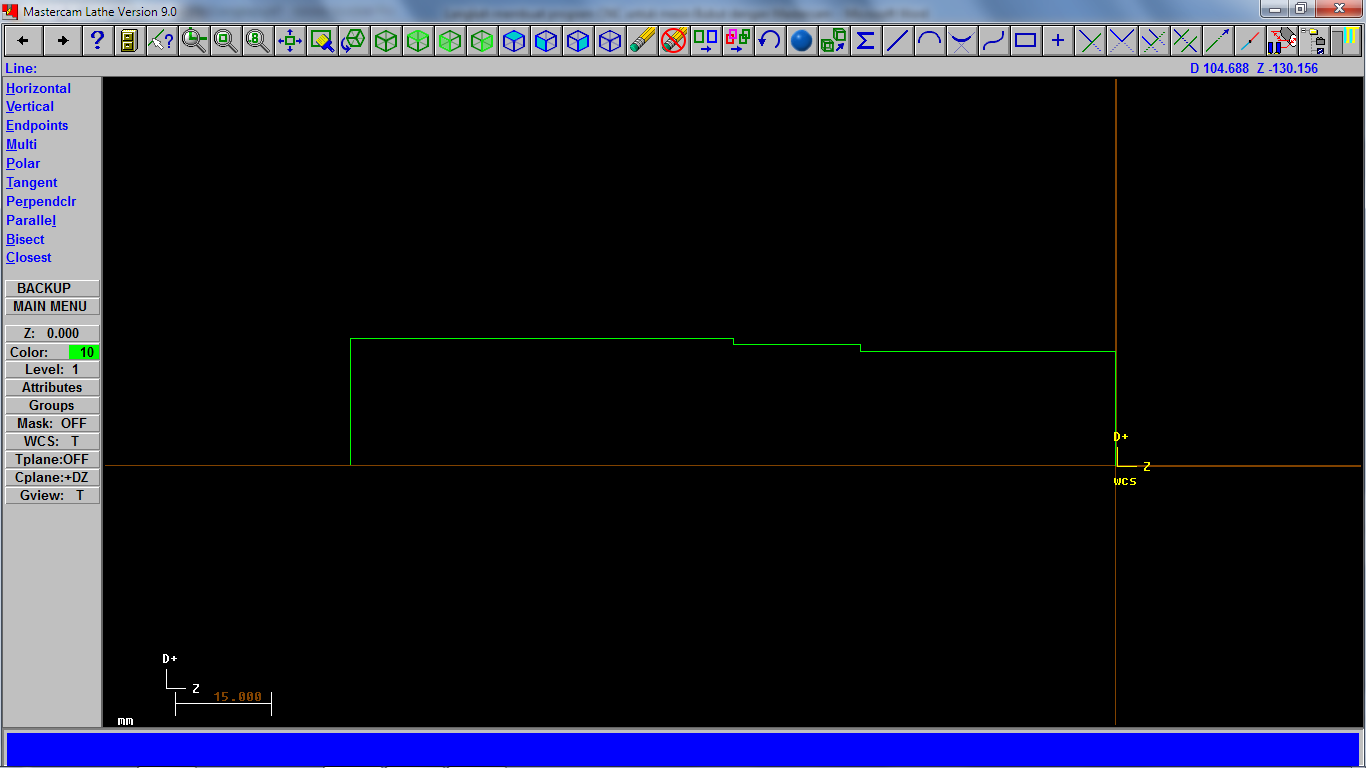 Mastercam Lathe Version 9.0
Line:
D 104.688 Z -130.156
Horizontal
Vertical
Endpoints
Multi
Polar
Tangent
Perpendclr
Parallel
Bisect
Closest
BACKUP
MAIN MENU
Z: 0.000
Color: 10
Level: 1
Attributes
Groups
Mask: OFF
WCS: T
Tplane:OFF
Cplane:+DZ
Gview: T
D+
Z
WCS
D+
Z
15.000
mm